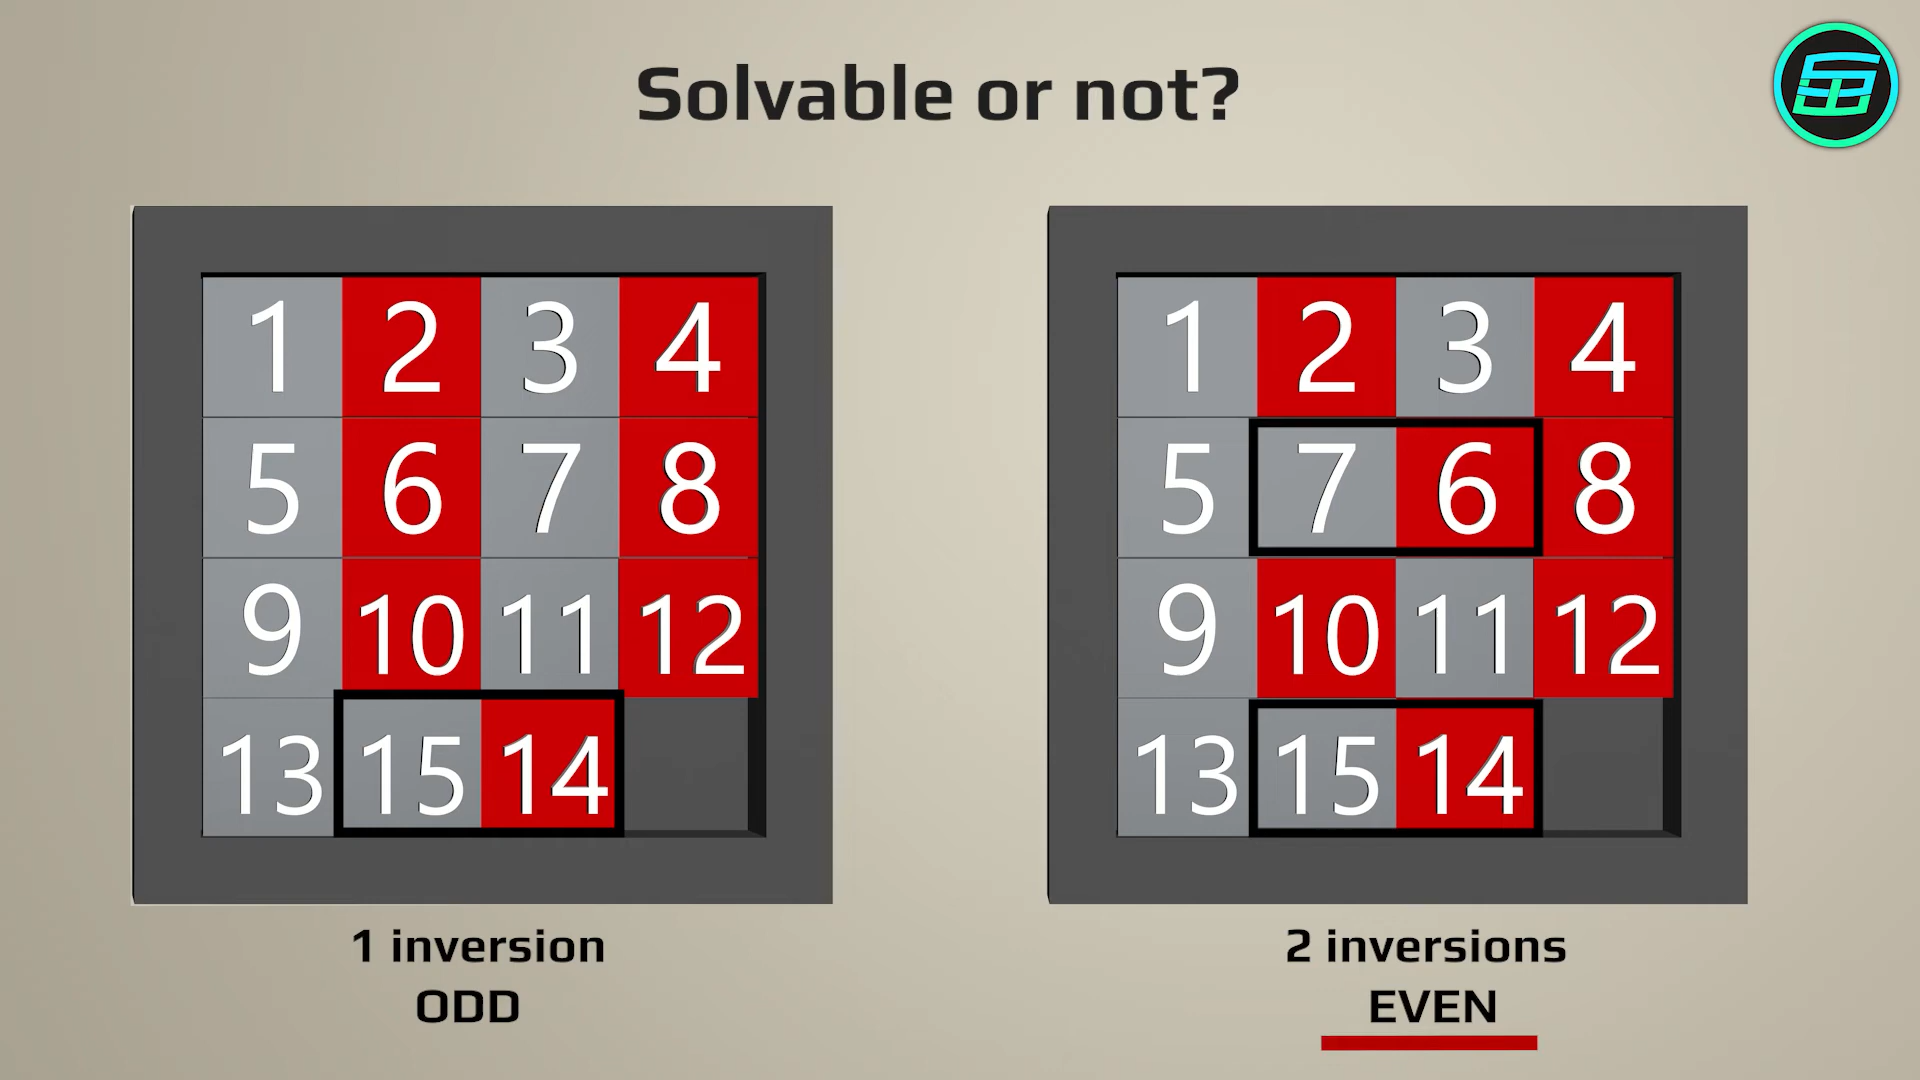 Solvable or not?
1 2 3 4
5 6 7 8
9 10 11 12
13 15 14
1 inversion
ODD
1 2 3 4
5 7 6 8
9 10 11 12
13 15 14
2 inversions
EVEN